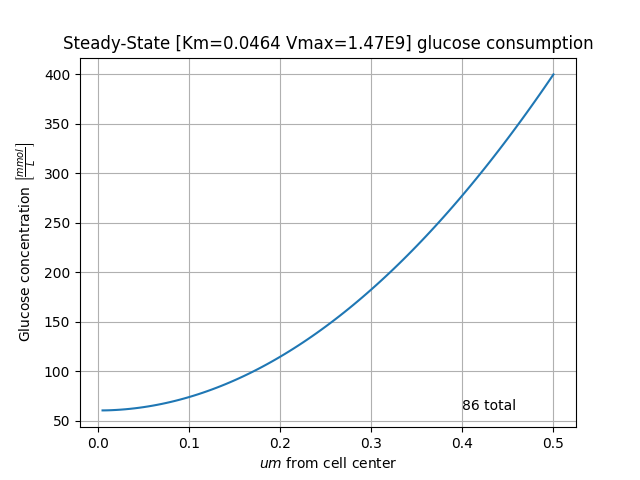 Steady-State [Km=0.0464 Vmax=1.47E9] glucose consumption
Glucose concentration [mmol/L]
400
350
300
250
200
150
100
50
86 total
0.0 0.1 0.2 0.3 0.4 0.5
um from cell center